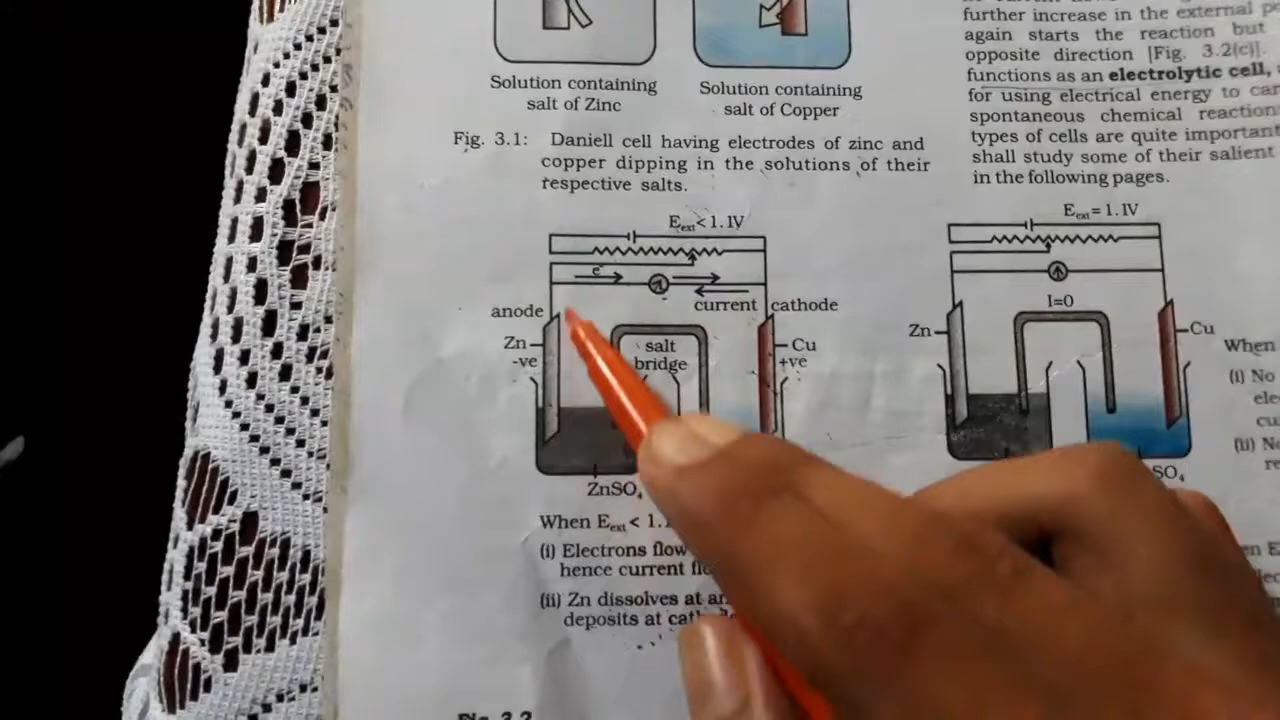 Solution containing
salt of Zinc
Solution containing
salt of Copper
Fig. 3.1: Daniell cell having electrodes of zinc and
copper dipping in the solutions of their
respective salts.
further increase in the external
again starts the reaction but
opposite direction [Fig. 3.2(c)].
functions as an electrolytic cell,
for using electrical energy to
spontaneous chemical reaction
types of cells are quite important
shall study some of their salient
in the following pages.
Eext< 1.1V
e-
current
anode
cathode
Zn
-ve
salt
bridge
Cu
+ve
ZnSO4
When Eext < 1.
(i) Electrons flow
hence current
(ii) Zn dissolves at
deposits at
Eext = 1.1V
I=0
Zn
Cu
SO4
When
(i) No
(ii)